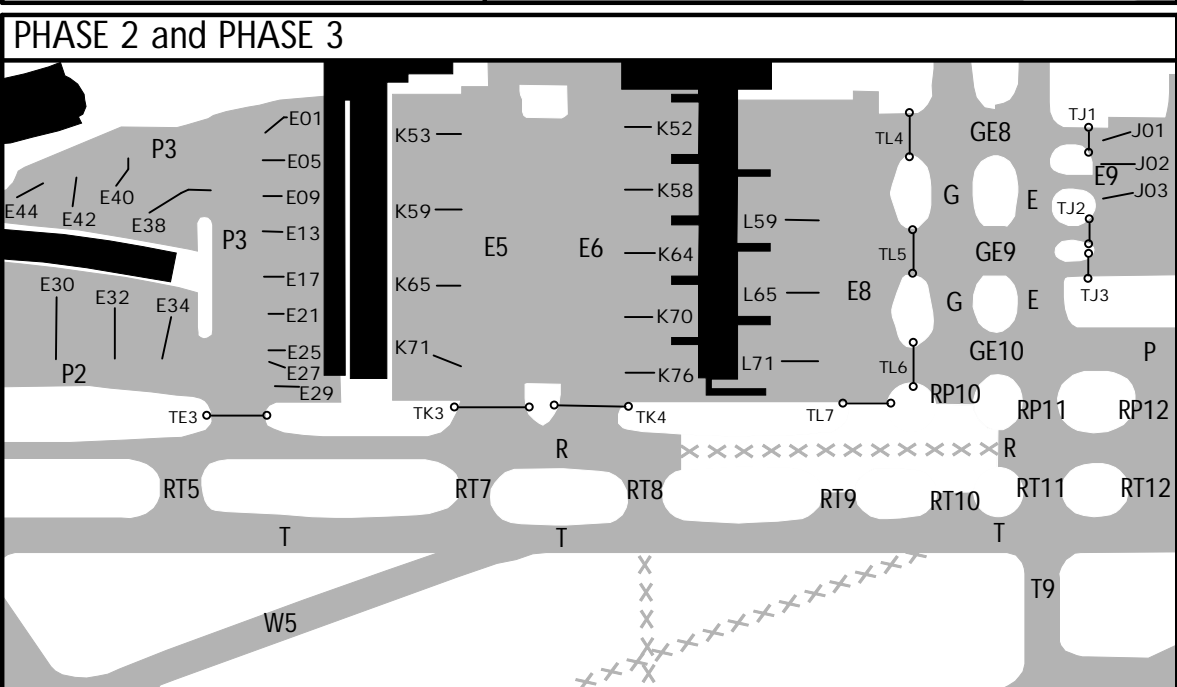 PHASE 2 and PHASE 3
E01
P3
E05
E40
E09
E44
E42
E38
P3
E13
E17
E30
E32
E34
E21
E25
E27
P2
E29
TE3
K53
K59
K65
K71
E5
E6
K52
K58
K64
K70
K76
TK3
TK4
L59
L65
L71
TL7
TL4
TL5
TL6
E8
G
G
GE8
GE9
GE10
E
E
TJ1
J01
J02
E9
J03
TJ2
TJ3
P
RP10
RP11
RP12
R
R
RT5
RT7
RT8
RT9
RT10
RT11
RT12
T
T
T
W5
T9